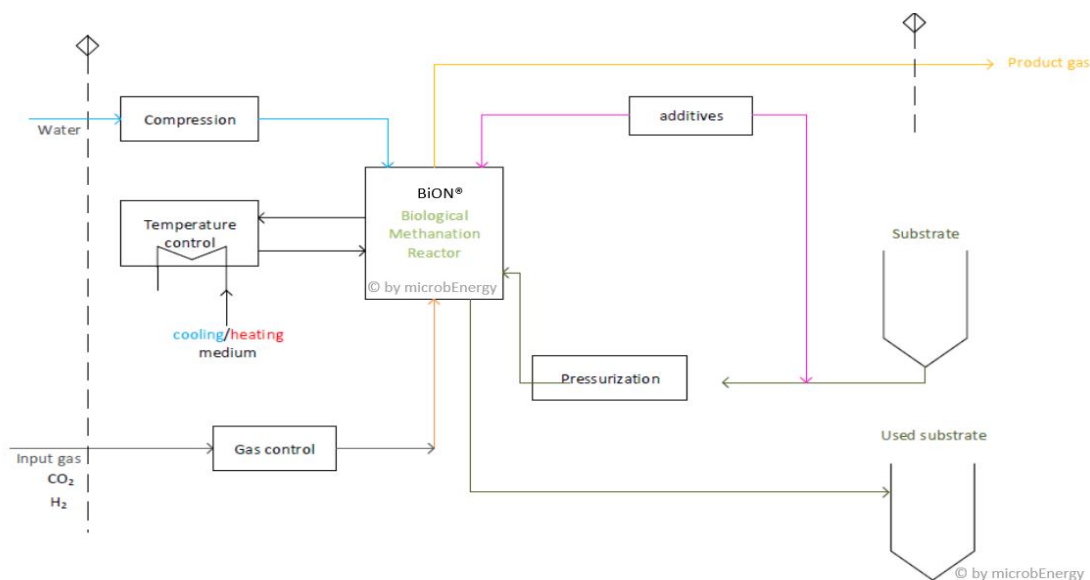 Product gas
Water
Compression
additives
BiON®
Biological
Methanation
Reactor
© by microbEnergy
Temperature
control
Substrate
cooling/heating
medium
Pressurization
Input gas
CO₂
H₂
Gas control
Used substrate
© by microbEnergy